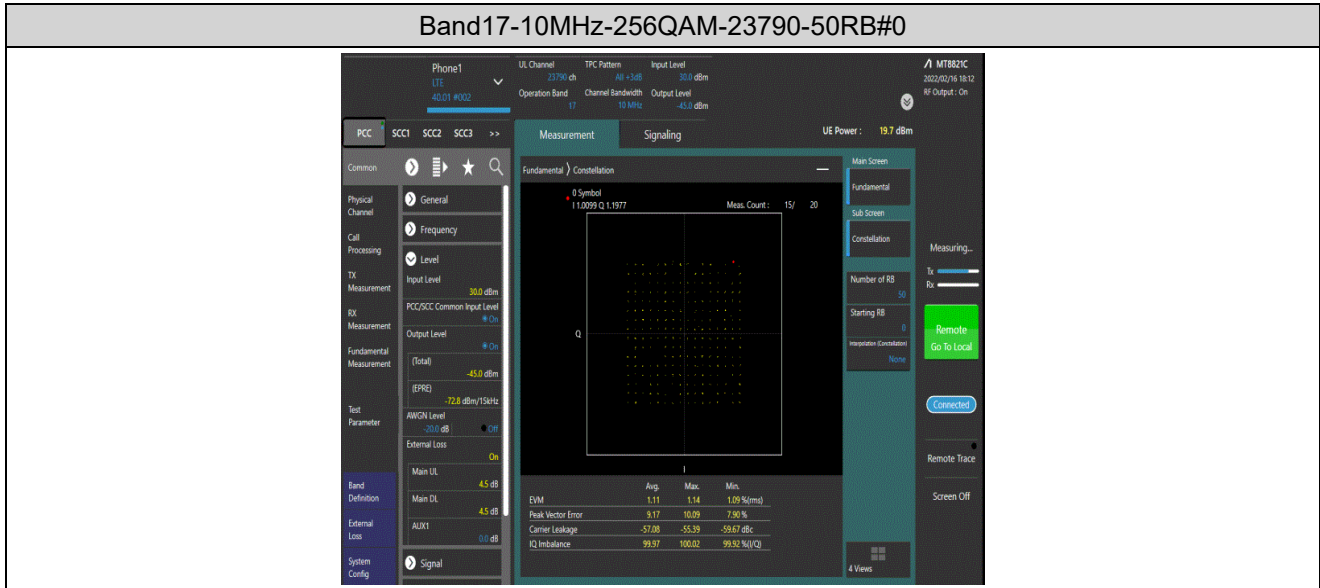 Band17-10MHz-256QAM-23790-50RB#0
Phone1
LTE
40.01 #002
UL Channel TPC Pattern Input Level
23790 ch All +3dB 30.0 dBm
Operation Band Channel Bandwidth Output Level
17 10 MHz -45.0 dBm
MT8821C
2022/02/16 18:12
RF Output : On
PCC SCC1 SCC2 SCC3 >>
Measurement Signaling
UE Power : 19.7 dBm
Common
Physical Channel
Call Processing
TX Measurement
RX Measurement
Fundamental Measurement
Test Parameter
Band Definition
External Loss
System Config
General
Frequency
Level
Input Level
30.0 dBm
PCC/SCC Common Input Level
On
Output Level
On
(Total)
-45.0 dBm
(EPRE)
-72.8 dBm/15kHz
AWGN Level
-20.0 dB Off
External Loss
On
Main UL
4.5 dB
Main DL
4.5 dB
AUX1
0.0 dB
Signal
Fundamental > Constellation
0 Symbol
I 1.0099 Q 1.1977 Meas. Count : 15/ 20
Q
I
Avg. Max. Min.
EVM 1.11 1.14 1.09 %(rms)
Peak Vector Error 9.17 10.09 7.90 %
Carrier Leakage -57.08 -55.39 -59.67 dBc
IQ Imbalance 99.97 100.02 99.92 %(I/Q)
Main Screen
Fundamental
Sub Screen
Constellation
Number of RB
50
Starting RB
0
Interpolation (Constellation)
None
4 Views
Measuring...
Tx
Rx
Remote
Go To Local
Connected
Remote Trace
Screen Off